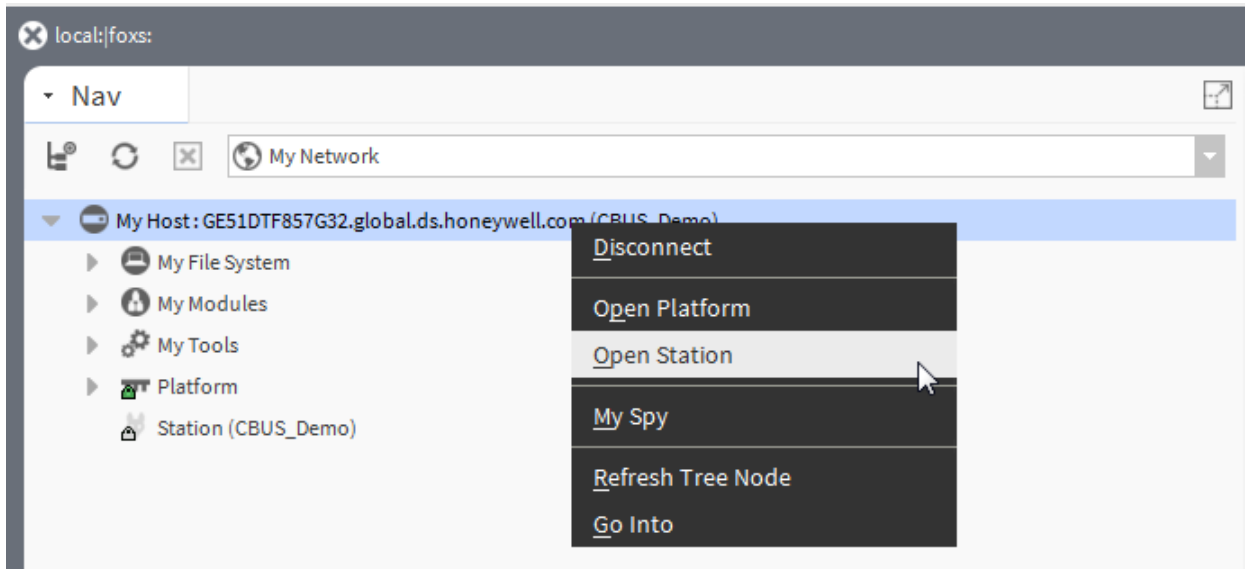 local:|foxs:
Nav
My Network
My Host : GE51DTF857G32.global.ds.honeywell.com (CBUS_Demo)
My File System
My Modules
My Tools
Platform
Station (CBUS_Demo)
Disconnect
Open Platform
Open Station
My Spy
Refresh Tree Node
Go Into